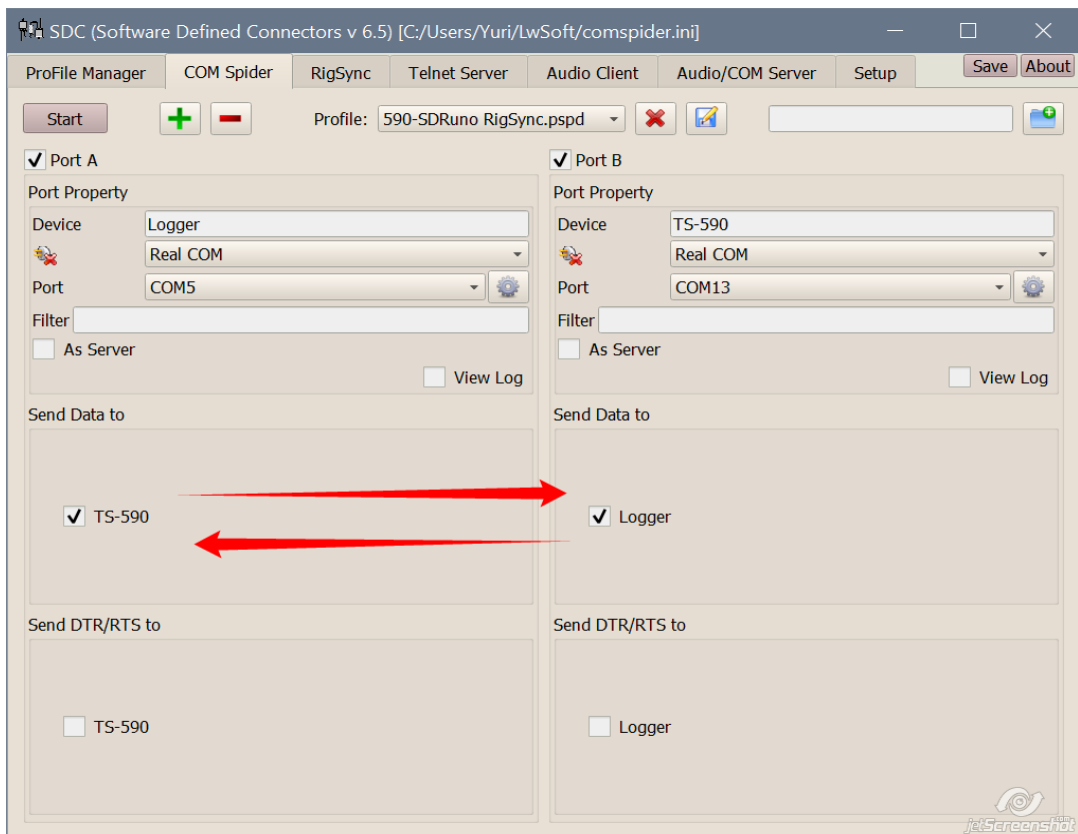 SDC (Software Defined Connectors v 6.5) [C:/Users/Yuri/LwSoft/comspider.ini]
ProFile Manager COM Spider RigSync Telnet Server Audio Client Audio/COM Server Setup Save About
Start Profile: 590-SDRuno RigSync.pspd
Port A Port B
Port Property Port Property
Device Logger Device TS-590
Real COM Real COM
Port COM5 Port COM13
Filter Filter
As Server As Server
View Log View Log
Send Data to Send Data to
TS-590 Logger
Send DTR/RTS to Send DTR/RTS to
TS-590 Logger
jetScreenshot.com